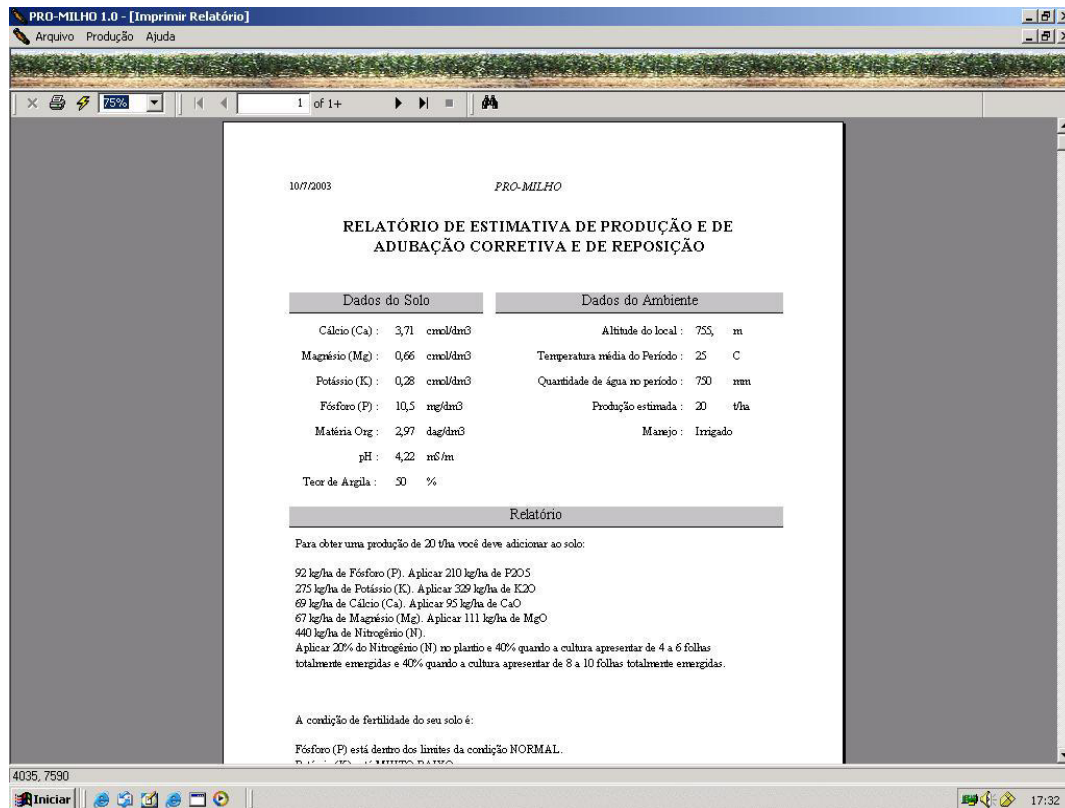 PRO-MILHO 1.0 - [Imprimir Relatório]
Arquivo Produção Ajuda
75% 1 of 1+
10/7/2003 PRO-MILHO
RELATÓRIO DE ESTIMATIVA DE PRODUÇÃO E DE
ADUBAÇÃO CORRETIVA E DE REPOSIÇÃO
Dados do Solo Dados do Ambiente
Cálcio (Ca) : 3,71 cmol/dm3 Altitude do local : 755, m
Magnésio (Mg) : 0,66 cmol/dm3 Temperatura média do Período : 25 C
Potássio (K) : 0,28 cmol/dm3 Quantidade de água no período : 750 mm
Fósforo (P) : 10,5 mg/dm3 Produção estimada : 20 t/ha
Matéria Org : 2,97 dag/dm3 Manejo : Irrigado
pH : 4,22 mS/m
Teor de Argila : 50 %
Relatório
Para obter uma produção de 20 t/ha você deve adicionar ao solo:
92 kg/ha de Fósforo (P). Aplicar 210 kg/ha de P2O5
275 kg/ha de Potássio (K). Aplicar 329 kg/ha de K2O
69 kg/ha de Cálcio (Ca). Aplicar 95 kg/ha de CaO
67 kg/ha de Magnésio (Mg). Aplicar 111 kg/ha de MgO
440 kg/ha de Nitrogênio (N).
Aplicar 20% do Nitrogênio (N) no plantio e 40% quando a cultura apresentar de 4 a 6 folhas
totalmente emergidas e 40% quando a cultura apresentar de 8 a 10 folhas totalmente emergidas.
A condição de fertilidade do seu solo é:
Fósforo (P) está dentro dos limites da condição NORMAL.
4035, 7590
Iniciar 17:32